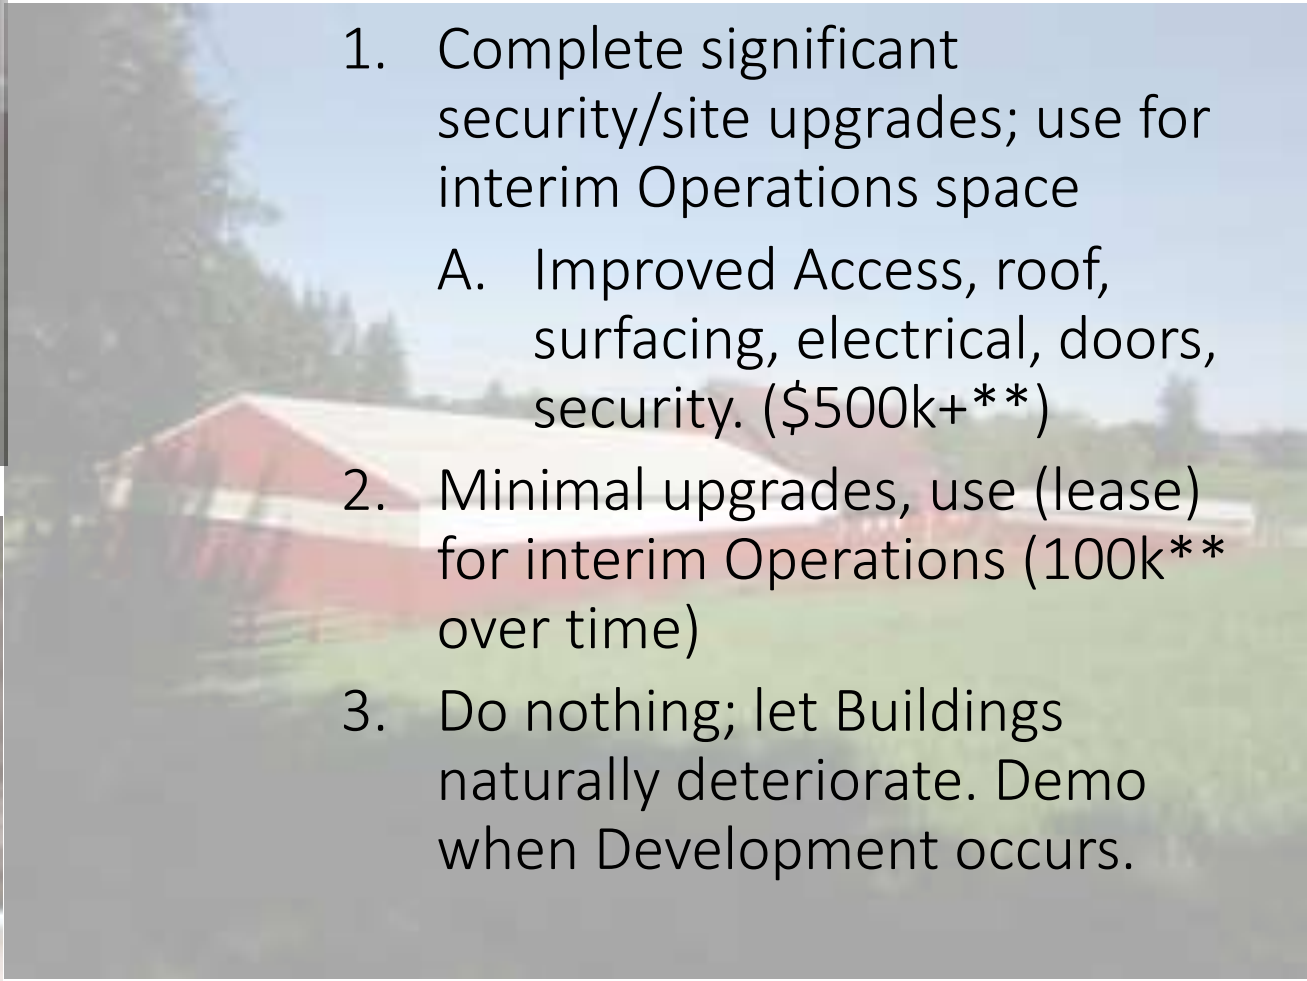 1. Complete significant
security/site upgrades; use for
interim Operations space
A. Improved Access, roof,
surfacing, electrical, doors,
security. ($500k+**)
2. Minimal upgrades, use (lease)
for interim Operations (100k**
over time)
3. Do nothing; let Buildings
naturally deteriorate. Demo
when Development occurs.